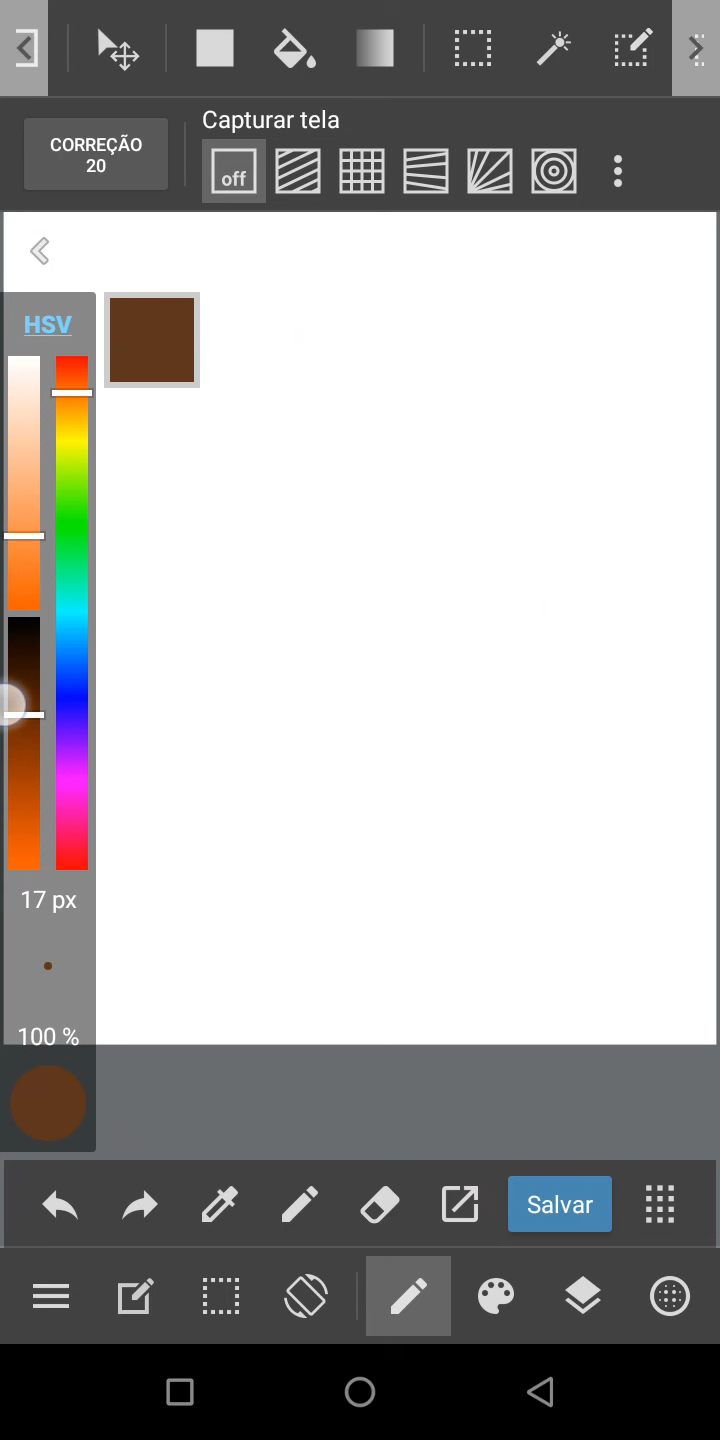 CORREÇÃO
20
Capturar tela
off
HSV
17 px
100 %
Salvar